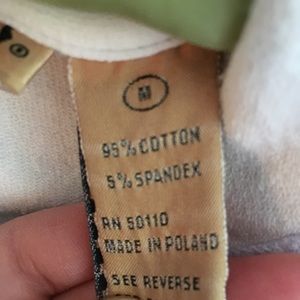 M
95% COTTON
5% SPANDEX
RN 50110
MADE IN POLAND
SEE REVERSE